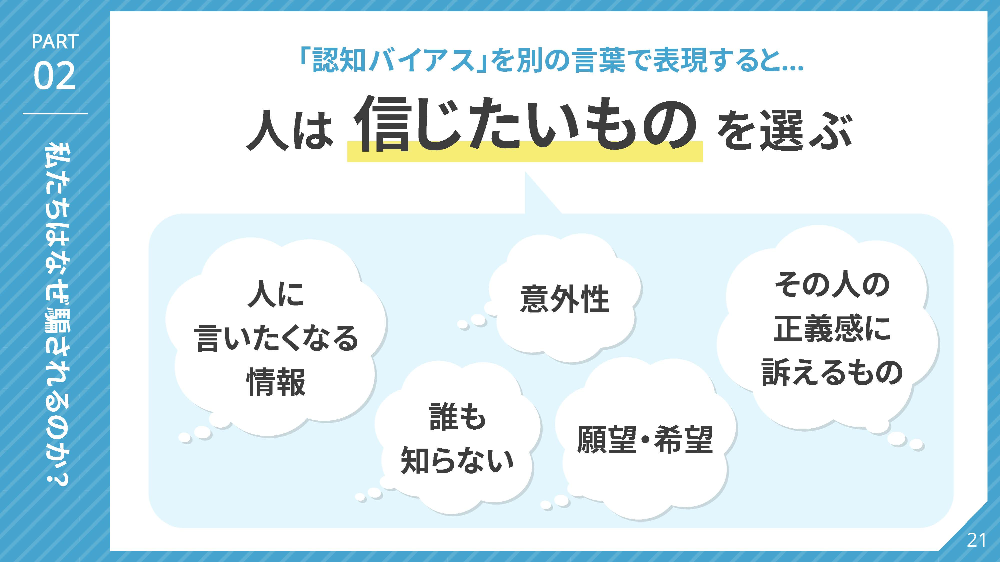 PART
02
私たちはなぜ騙されるのか?
「認知バイアス」を別の言葉で表現すると…
人は 信じたいもの を選ぶ
人に
言いたくなる
情報
意外性
その人の
正義感に
訴えるもの
誰も
知らない
願望・希望
21